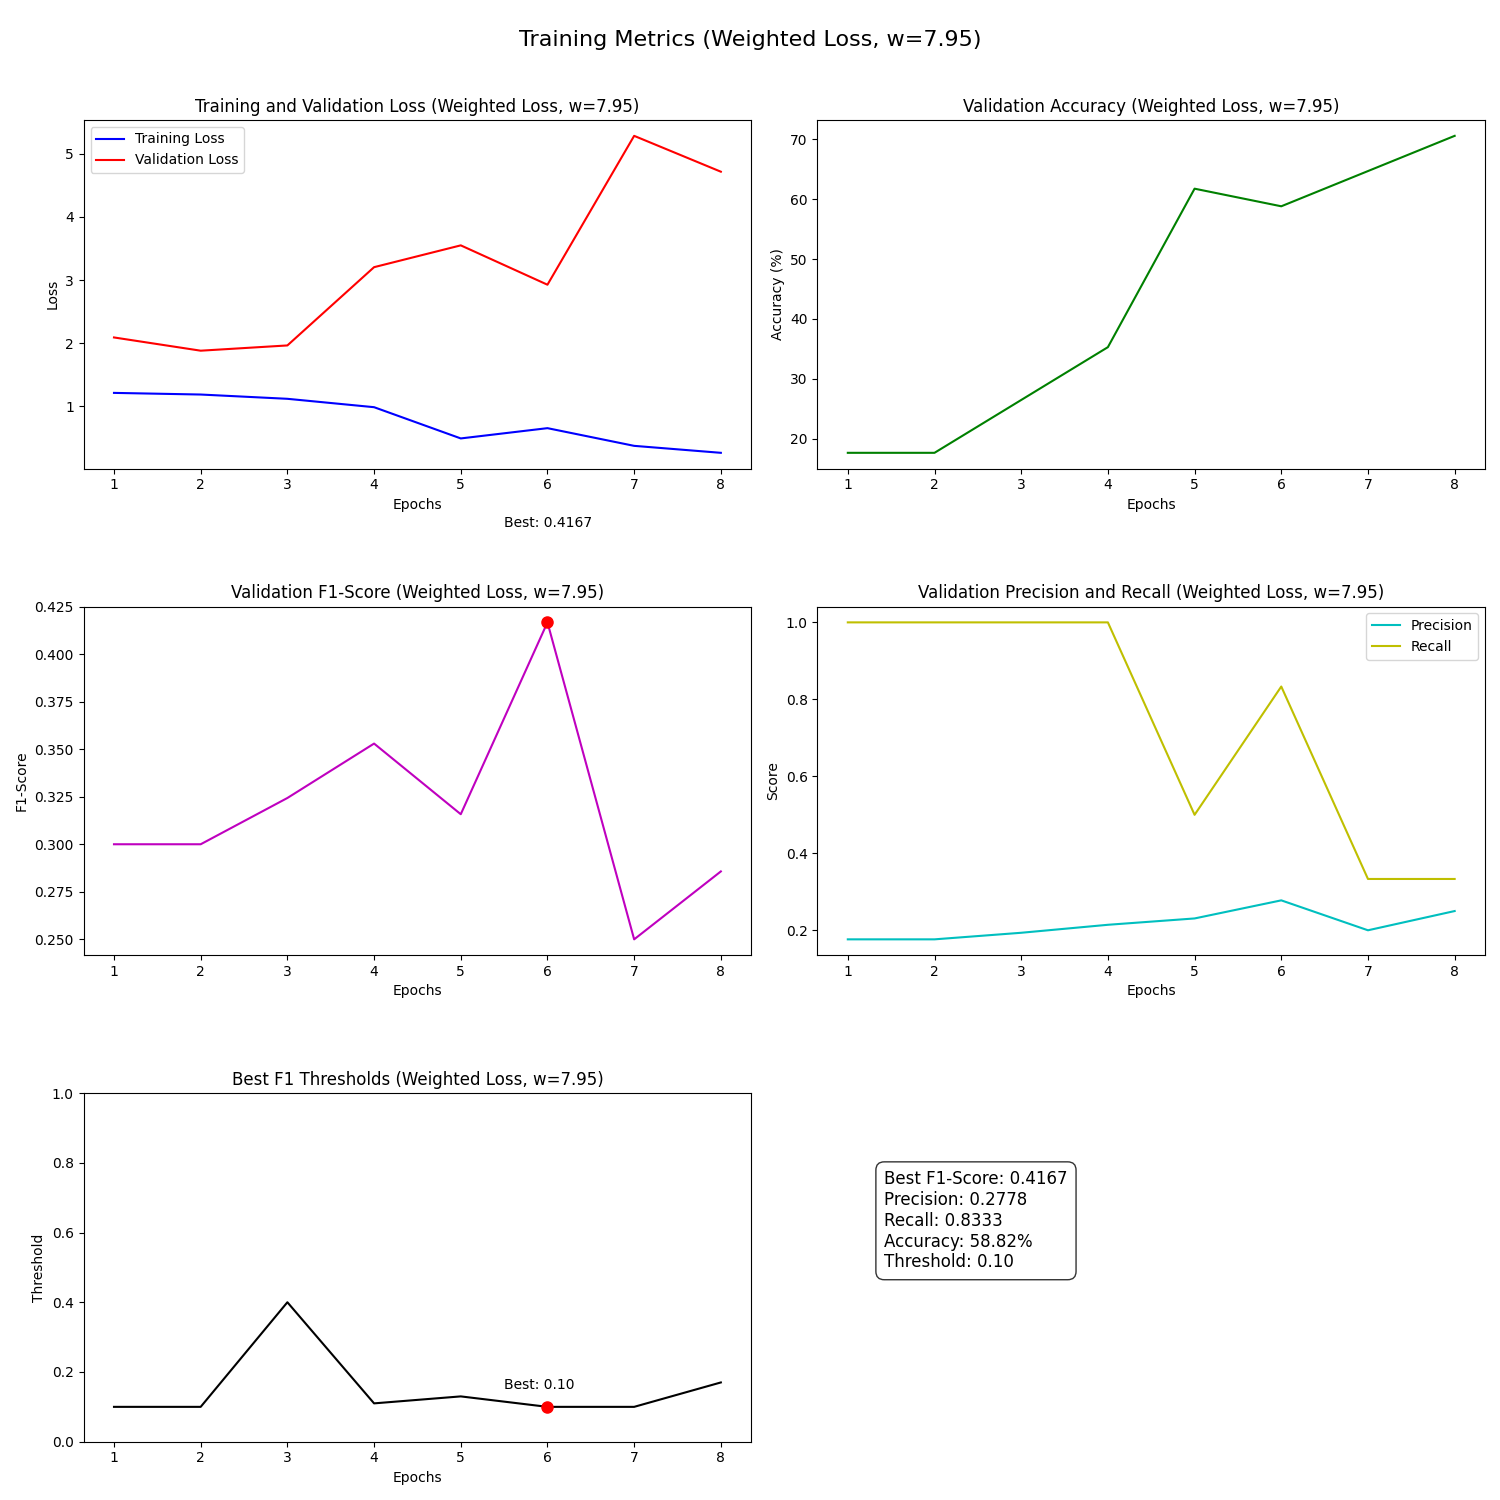 Training Metrics (Weighted Loss, w=7.95)
Training and Validation Loss (Weighted Loss, w=7.95)
Training Loss
Validation Loss
5
4
3
2
1
Loss
1 2 3 4 5 6 7 8
Epochs
Validation Accuracy (Weighted Loss, w=7.95)
70
60
50
40
30
20
Accuracy (%)
1 2 3 4 5 6 7 8
Epochs
Best: 0.4167
Validation F1-Score (Weighted Loss, w=7.95)
0.425
0.400
0.375
0.350
0.325
0.300
0.275
0.250
F1-Score
1 2 3 4 5 6 7 8
Epochs
Validation Precision and Recall (Weighted Loss, w=7.95)
Precision
Recall
1.0
0.8
0.6
0.4
0.2
Score
1 2 3 4 5 6 7 8
Epochs
Best F1 Thresholds (Weighted Loss, w=7.95)
1.0
0.8
0.6
0.4
0.2
0.0
Threshold
Best: 0.10
1 2 3 4 5 6 7 8
Epochs
Best F1-Score: 0.4167
Precision: 0.2778
Recall: 0.8333
Accuracy: 58.82%
Threshold: 0.10